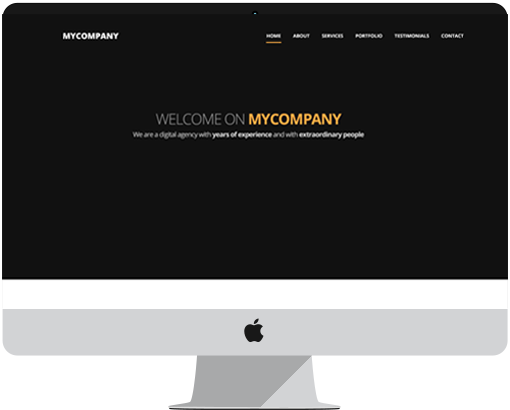 MYCOMPANY
HOME ABOUT SERVICES PORTFOLIO TESTIMONIALS CONTACT
WELCOME ON MYCOMPANY
We are a digital agency with years of experience and with extraordinary people